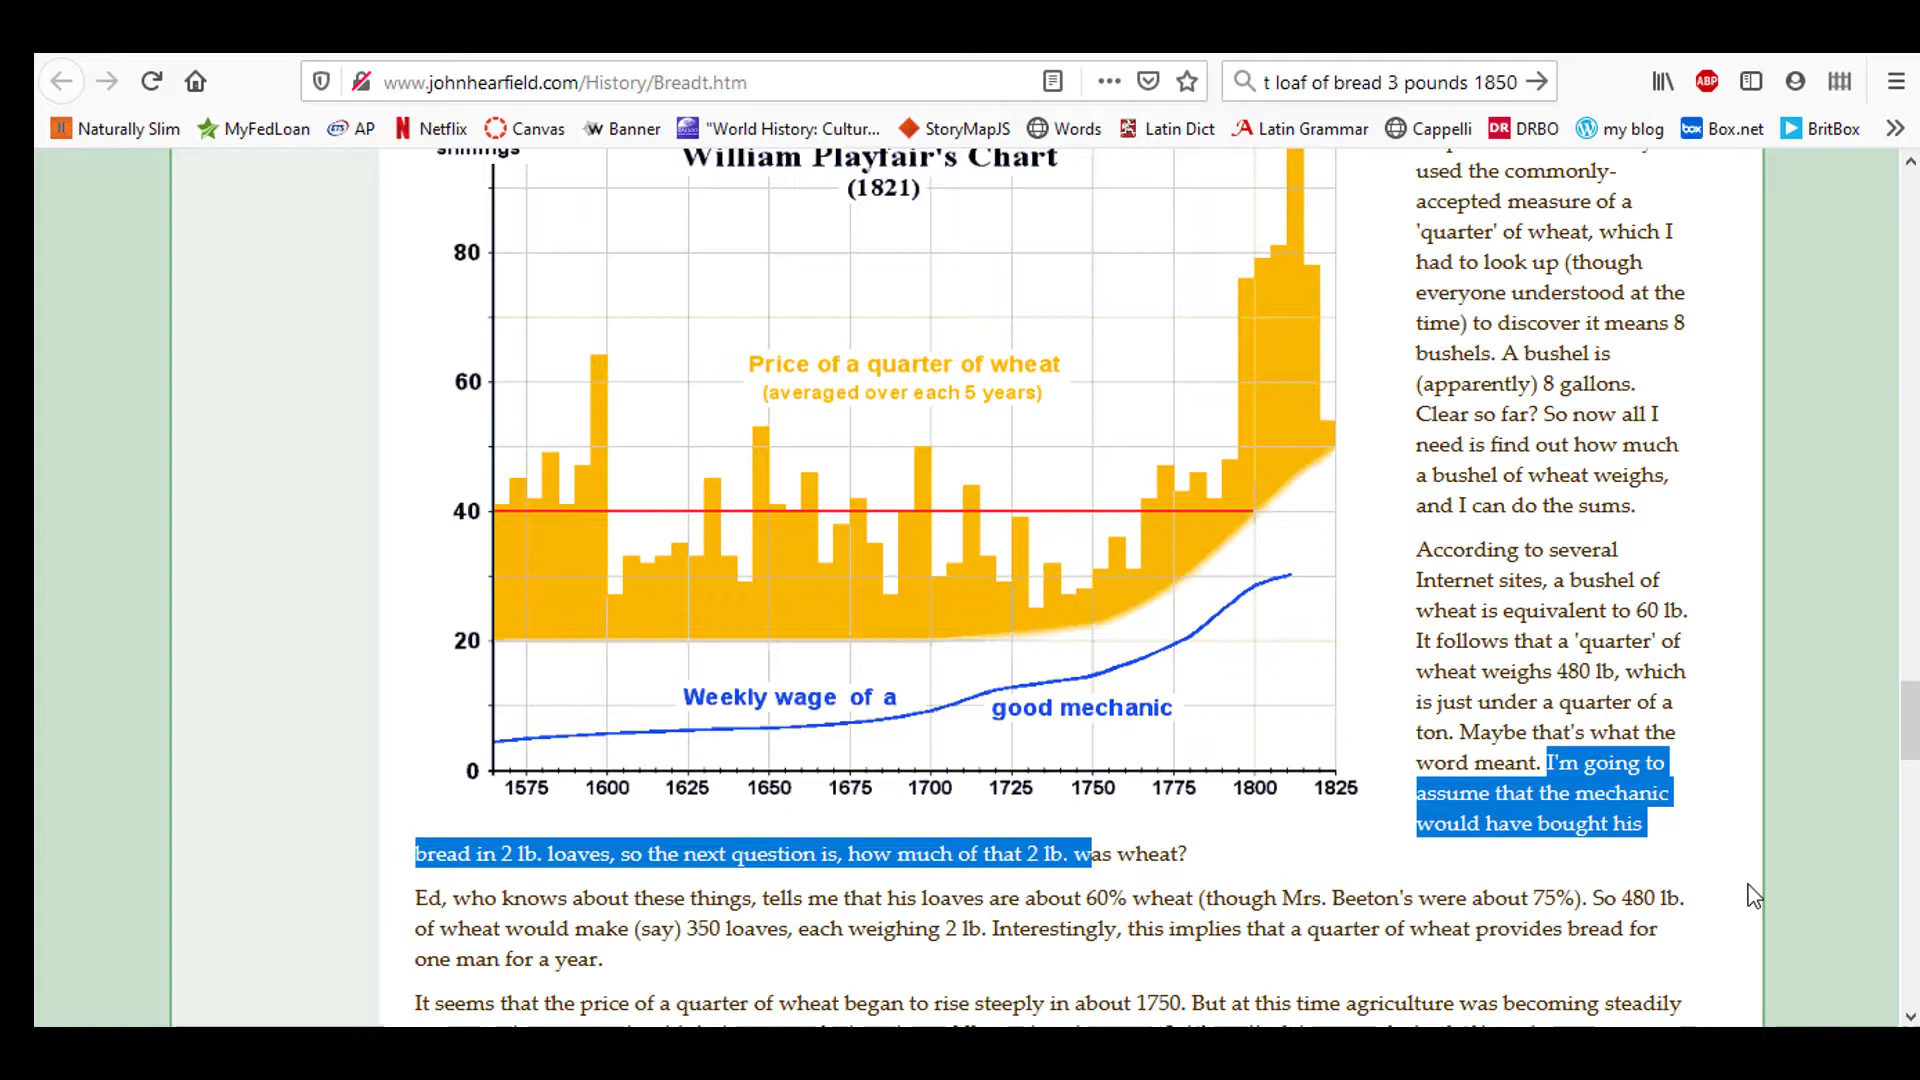 www.johnhearfield.com/History/Breadt.htm
t loaf of bread 3 pounds 1850
ABP
Naturally Slim
MyFedLoan
ETS AP
Netflix
Canvas
Banner
"World History: Cultur...
StoryMapJS
Words
Latin Dict
Latin Grammar
Cappelli
DR DRBO
my blog
box Box.net
BritBox
shillings
William Playfair's Chart
(1821)
80
60
40
20
0
Price of a quarter of wheat
(averaged over each 5 years)
Weekly wage of a
good mechanic
1575 1600 1625 1650 1675 1700 1725 1750 1775 1800 1825
used the commonly-
accepted measure of a
'quarter' of wheat, which I
had to look up (though
everyone understood at the
time) to discover it means 8
bushels. A bushel is
(apparently) 8 gallons.
Clear so far? So now all I
need is find out how much
a bushel of wheat weighs,
and I can do the sums.
According to several
Internet sites, a bushel of
wheat is equivalent to 60 lb.
It follows that a 'quarter' of
wheat weighs 480 lb, which
is just under a quarter of a
ton. Maybe that's what the
word meant. I'm going to
assume that the mechanic
would have bought his
bread in 2 lb. loaves, so the next question is, how much of that 2 lb. was wheat?
Ed, who knows about these things, tells me that his loaves are about 60% wheat (though Mrs. Beeton's were about 75%). So 480 lb.
of wheat would make (say) 350 loaves, each weighing 2 lb. Interestingly, this implies that a quarter of wheat provides bread for
one man for a year.
It seems that the price of a quarter of wheat began to rise steeply in about 1750. But at this time agriculture was becoming steadily